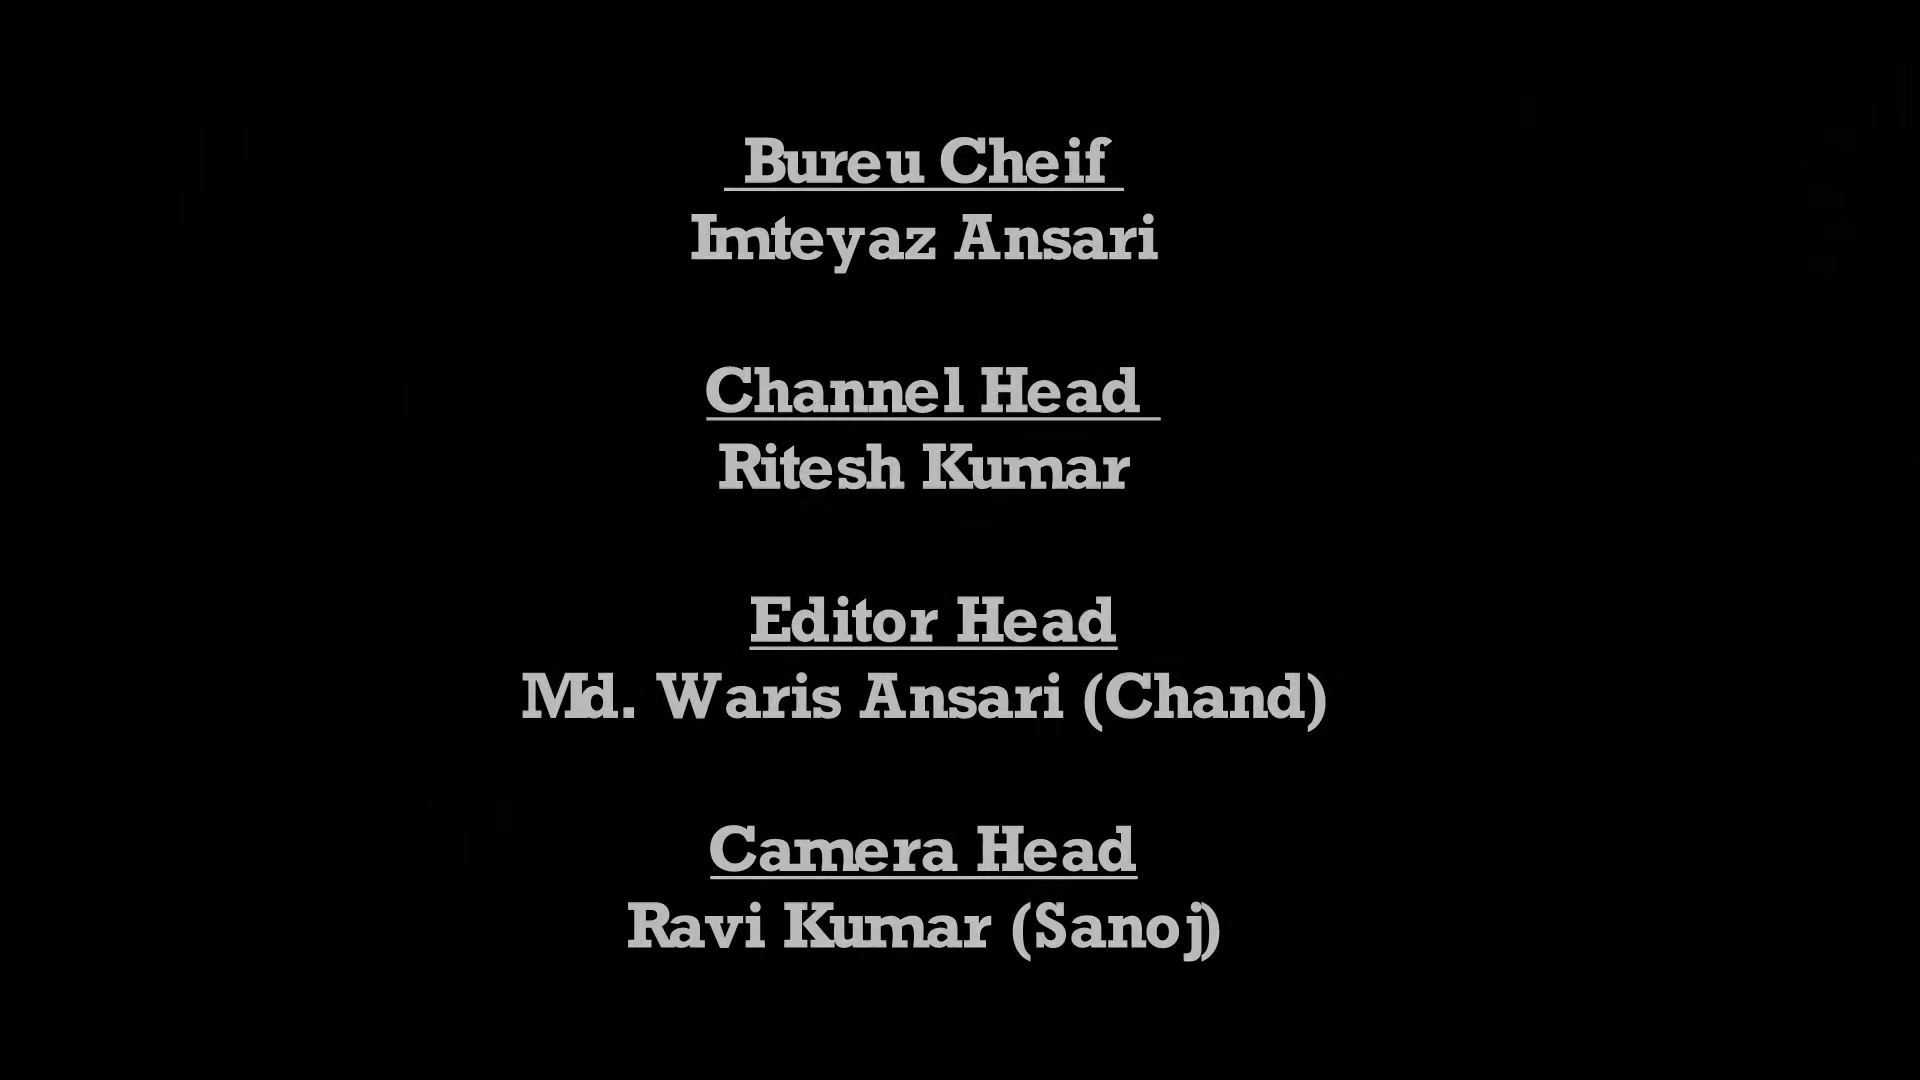 Bureu Cheif
Imteyaz Ansari
Channel Head
Ritesh Kumar
Editor Head
Md. Waris Ansari (Chand)
Camera Head
Ravi Kumar (Sanoj)